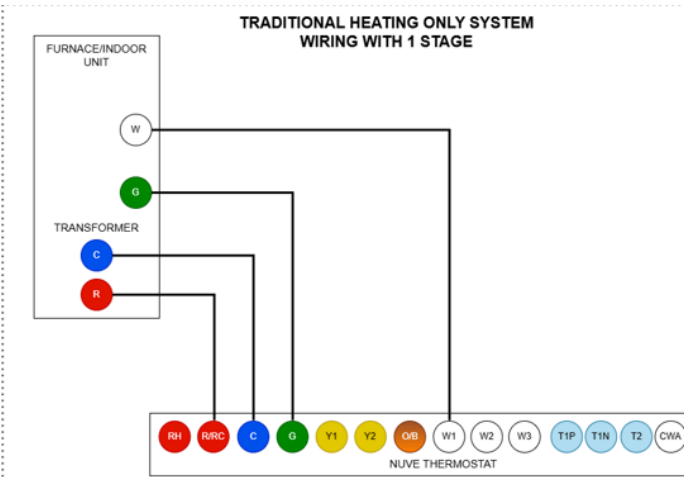 TRADITIONAL HEATING ONLY SYSTEM
WIRING WITH 1 STAGE
FURNACE/INDOOR
UNIT
W
G
TRANSFORMER
C
R
RH R/RC C G Y1 Y2 O/B W1 W2 W3 T1P T1N T2 CWA
NUVE THERMOSTAT